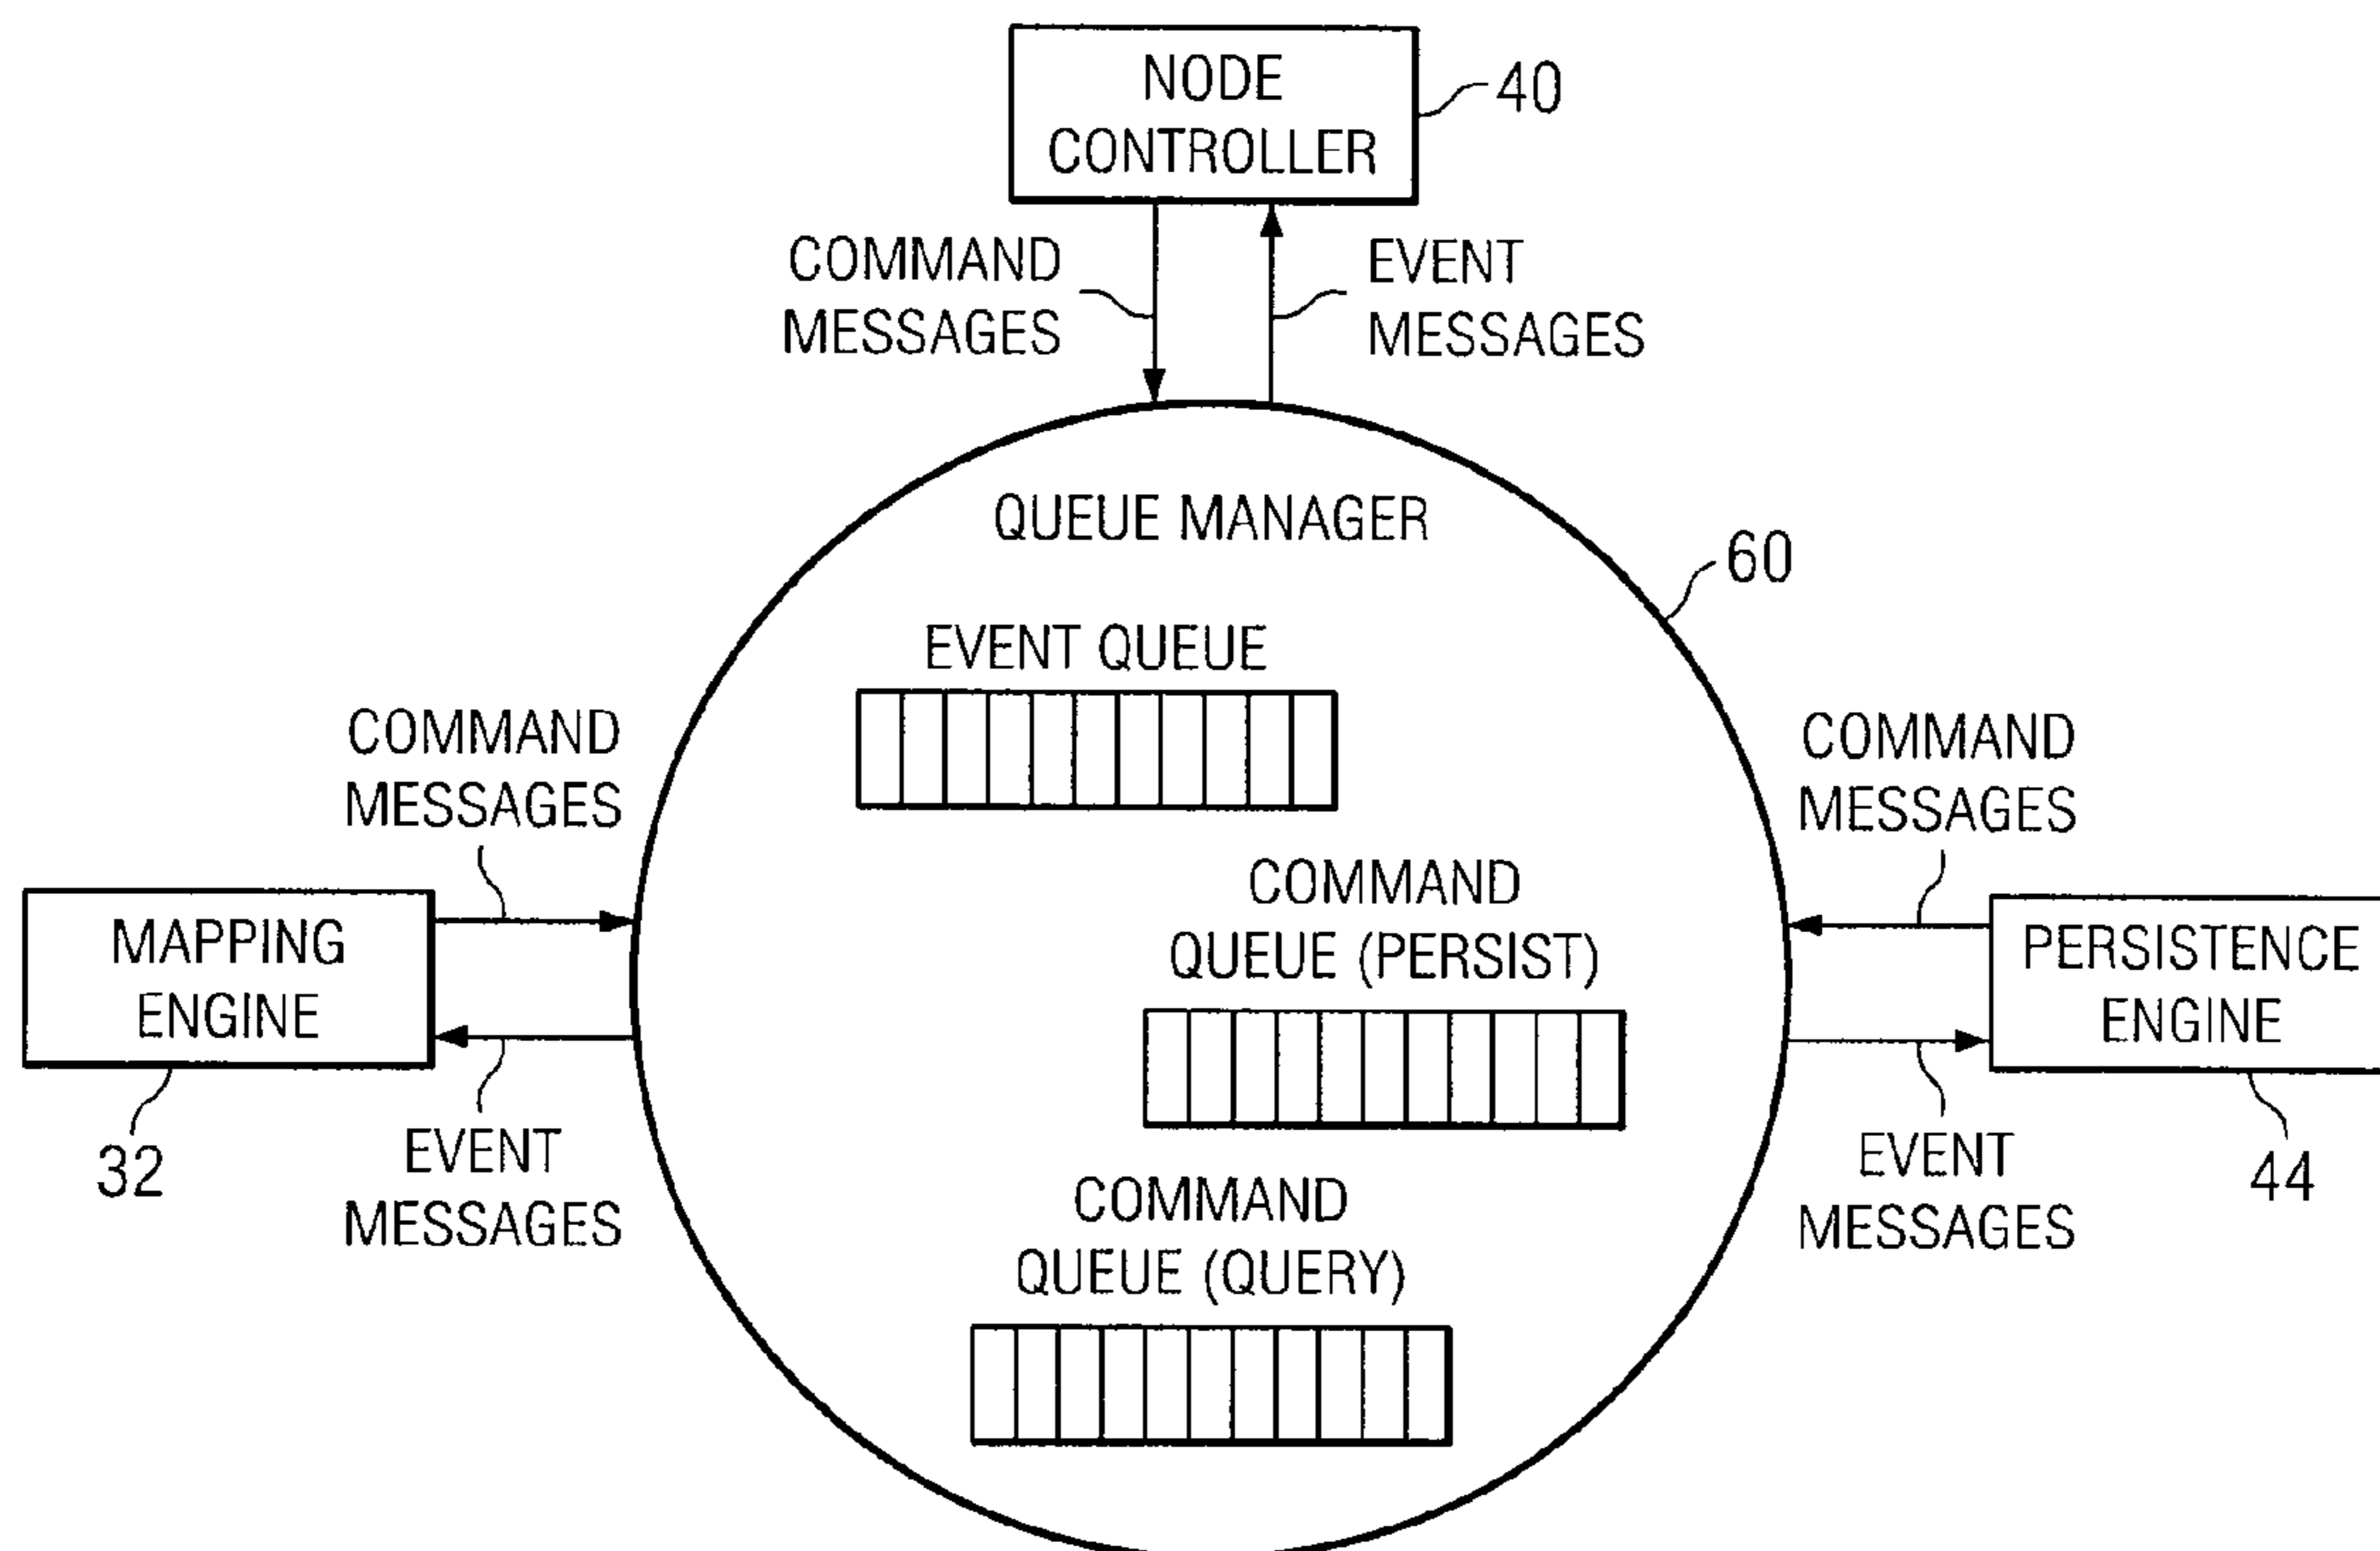 NODE
CONTROLLER
40
COMMAND
MESSAGES
EVENT
MESSAGES
QUEUE MANAGER
60
EVENT QUEUE
COMMAND
MESSAGES
COMMAND
MESSAGES
COMMAND
QUEUE (PERSIST)
MAPPING
ENGINE
PERSISTENCE
ENGINE
32
EVENT
MESSAGES
EVENT
MESSAGES
44
COMMAND
QUEUE (QUERY)